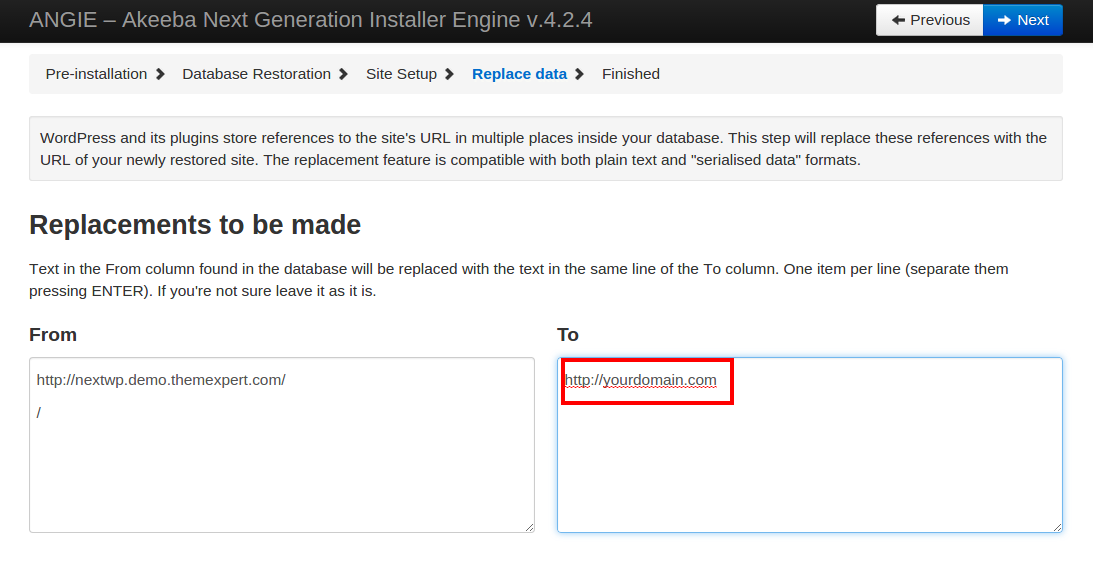 ANGIE – Akeeba Next Generation Installer Engine v.4.2.4
Previous
Next
Pre-installation Database Restoration Site Setup Replace data Finished
WordPress and its plugins store references to the site's URL in multiple places inside your database. This step will replace these references with the
URL of your newly restored site. The replacement feature is compatible with both plain text and "serialised data" formats.
Replacements to be made
Text in the From column found in the database will be replaced with the text in the same line of the To column. One item per line (separate them
pressing ENTER). If you're not sure leave it as it is.
From
http://nextwp.demo.themexpert.com/
/
To
http://yourdomain.com